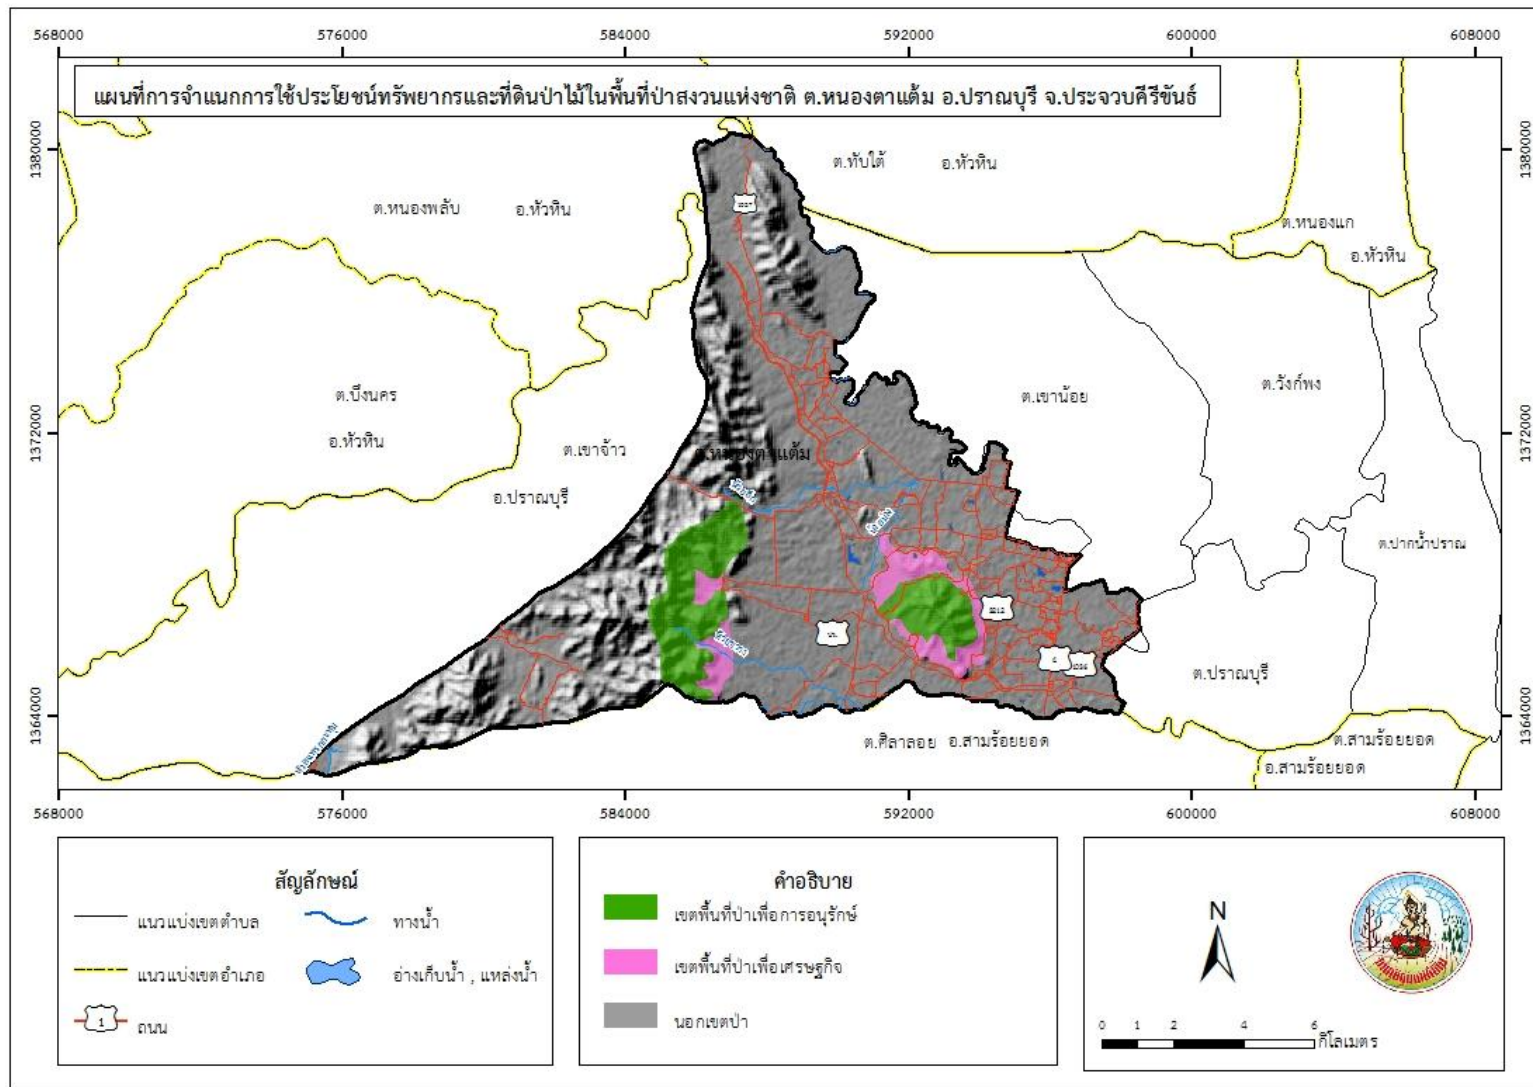 568000 576000 584000 592000 600000 608000
แผนที่การจำแนกการใช้ประโยชน์ทรัพยากรและที่ดินป่าไม้ในพื้นที่ป่าสงวนแห่งชาติ ต.หนองตาแต้ม อ.ปราณบุรี จ.ประจวบคีรีขันธ์
1380000
1380000
ต.ทับใต้ อ.หัวหิน
ต.หนองพลับ อ.หัวหิน
ต.หนองแก
อ.หัวหิน
ต.บึงนคร
อ.หัวหิน
ต.เขาน้อย
ต.วังก์พง
1372000
1372000
ต.เขาจ้าว
ต.หนองตาแต้ม
อ.ปราณบุรี
ต.ปากน้ำปราณ
3212
ต.ปราณบุรี
1364000
1364000
ต.ศิลาลอย อ.สามร้อยยอด
ต.สามร้อยยอด
อ.สามร้อยยอด
568000 576000 584000 592000 600000 608000
สัญลักษณ์
แนวแบ่งเขตตำบล
ทางน้ำ
แนวแบ่งเขตอำเภอ
อ่างเก็บน้ำ , แหล่งน้ำ
1
ถนน
คำอธิบาย
เขตพื้นที่ป่าเพื่อการอนุรักษ์
เขตพื้นที่ป่าเพื่อเศรษฐกิจ
นอกเขตป่า
N
0 1 2 4 6
กิโลเมตร